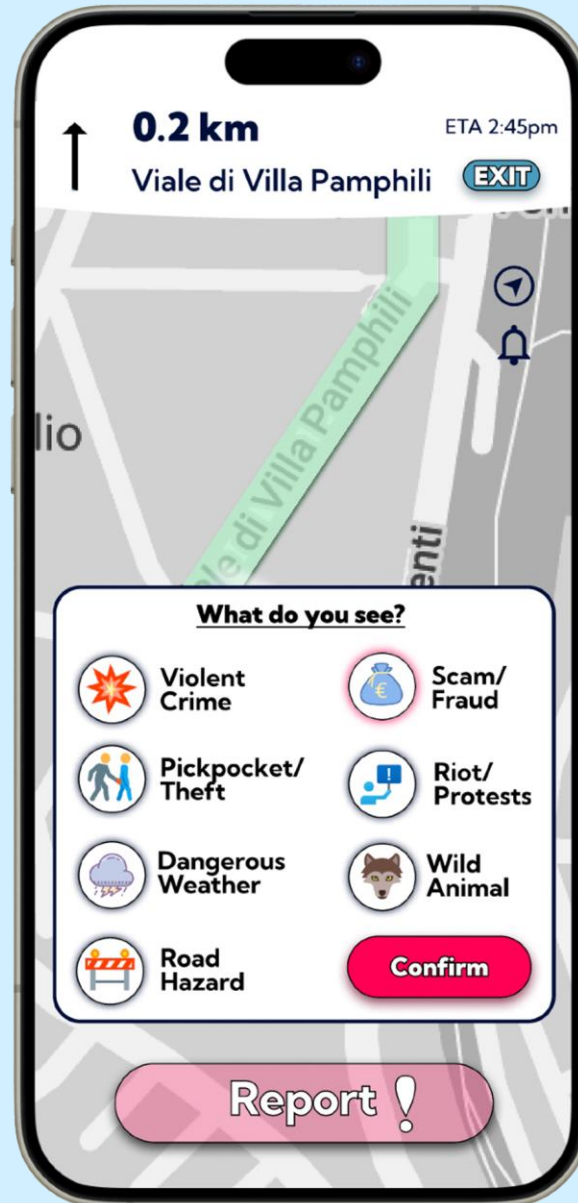 0.2 km
ETA 2:45pm
Viale di Villa Pamphili
EXIT
Viale di Villa Pamphili
lio
enti
What do you see?
Violent
Crime
Scam/
Fraud
€
Pickpocket/
Theft
Riot/
Protests
!
Dangerous
Weather
Wild
Animal
Road
Hazard
Confirm
Report !